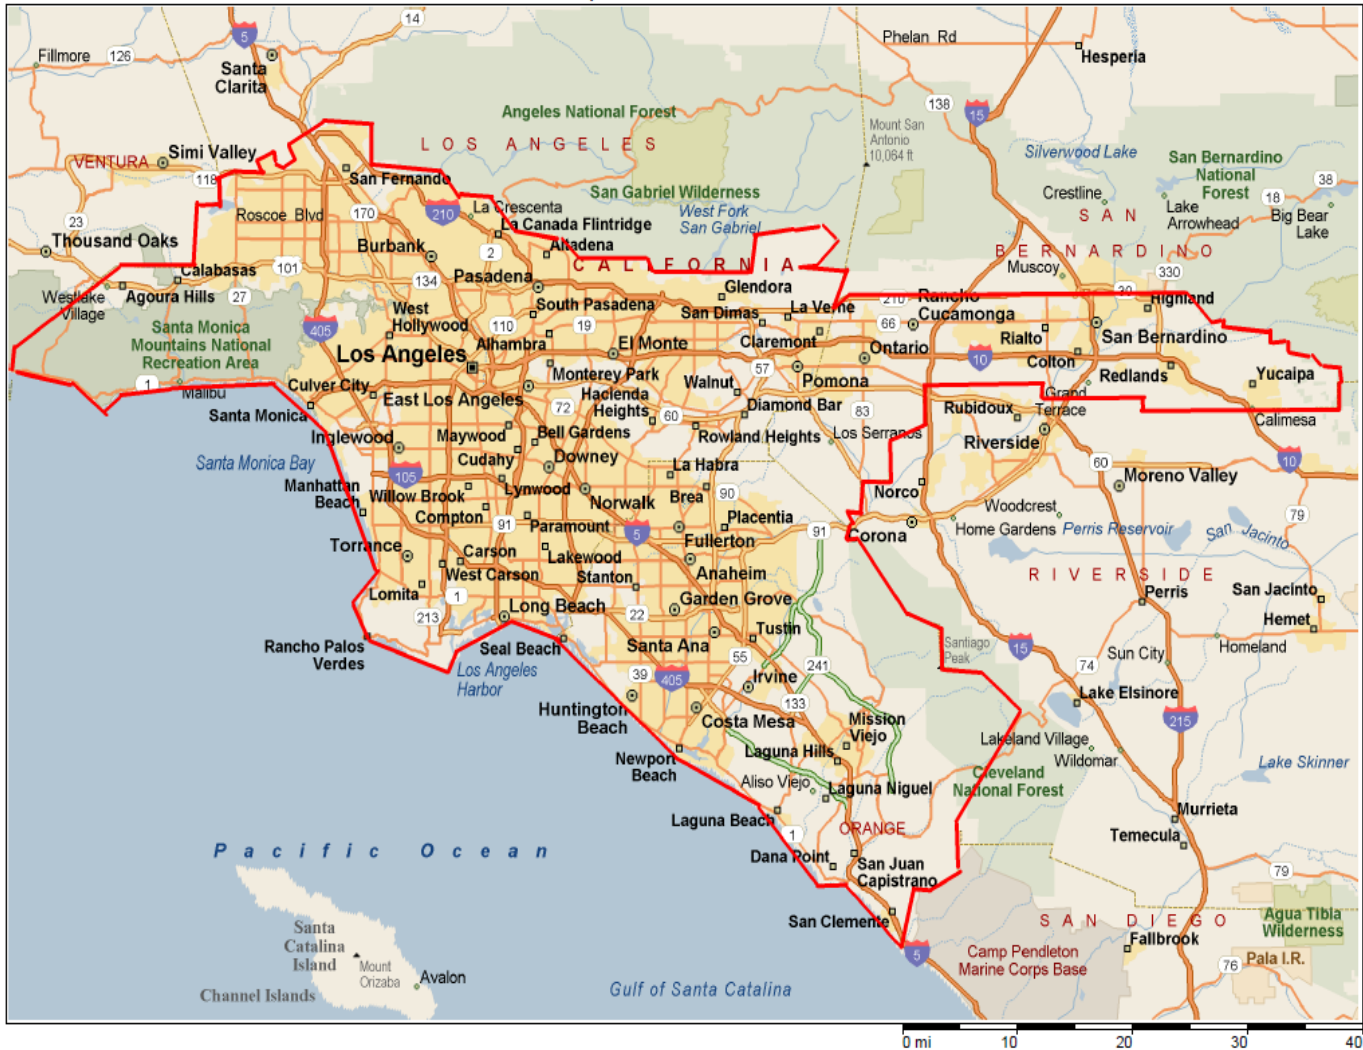 14
5
126
Fillmore
Santa
Clarita
Phelan Rd
Hesperia
138
15
Angeles National Forest
LOS ANGELES
Mount San
Antonio
10,064 ft
Silverwood Lake
San Bernardino
National
Forest
38
18
VENTURA
Simi Valley
118
San Fernando
San Gabriel Wilderness
West Fork
San Gabriel
Crestline
Lake
Arrowhead
Big Bear
Lake
SAN
BERNARDINO
23
Roscoe Blvd
170
210
La Crescenta
La Canada Flintridge
Thousand Oaks
Burbank
2
Altadena
CALIFORNIA
Muscoy
330
Calabasas
101
134
Pasadena
Glendora
30
Highland
Westlake
Village
Agoura Hills
27
West
Hollywood
South Pasadena
San Dimas
La Verne
210
Rancho
Cucamonga
66
405
110
19
Santa Monica
Mountains National
Recreation Area
Alhambra
El Monte
Claremont
Ontario
Rialto
San Bernardino
Los Angeles
10
Colton
Redlands
Yucaipa
1
Malibu
Culver City
Monterey Park
Walnut
57
Pomona
Grand
Terrace
East Los Angeles
Hacienda
Heights
72
60
Diamond Bar
83
Rubidoux
Calimesa
Santa Monica
Inglewood
Maywood
Bell Gardens
Rowland Heights
Los Serranos
Riverside
Santa Monica Bay
Cudahy
Downey
La Habra
60
Moreno Valley
10
105
Manhattan
Beach
Willow Brook
Lynwood
Norwalk
Brea
90
Norco
Compton
91
Paramount
5
Placentia
91
Woodcrest
Home Gardens
Perris Reservoir
San Jacinto
79
Fullerton
Corona
Torrance
Carson
Lakewood
West Carson
Stanton
Anaheim
RIVERSIDE
Lomita
1
Perris
San Jacinto
213
Long Beach
22
Garden Grove
Hemet
Rancho Palos
Verdes
Seal Beach
Santa Ana
Tustin
Santiago
Peak
15
Sun City
Homeland
Los Angeles
Harbor
55
241
74
39
405
Irvine
Lake Elsinore
133
Huntington
Beach
Costa Mesa
Mission
Viejo
215
Lakeland Village
Newport
Beach
Laguna Hills
Wildomar
Lake Skinner
Aliso Viejo
Laguna Niguel
Cleveland
National Forest
Murrieta
Laguna Beach
1
ORANGE
Temecula
Pacific Ocean
Dana Point
San Juan
Capistrano
79
San Clemente
SAN DIEGO
Agua Tibia
Wilderness
Santa
Catalina
Island
Fallbrook
5
Camp Pendleton
Marine Corps Base
76
Pala I.R.
Mount
Orizaba
Avalon
Channel Islands
Gulf of Santa Catalina
0 mi 10 20 30 40